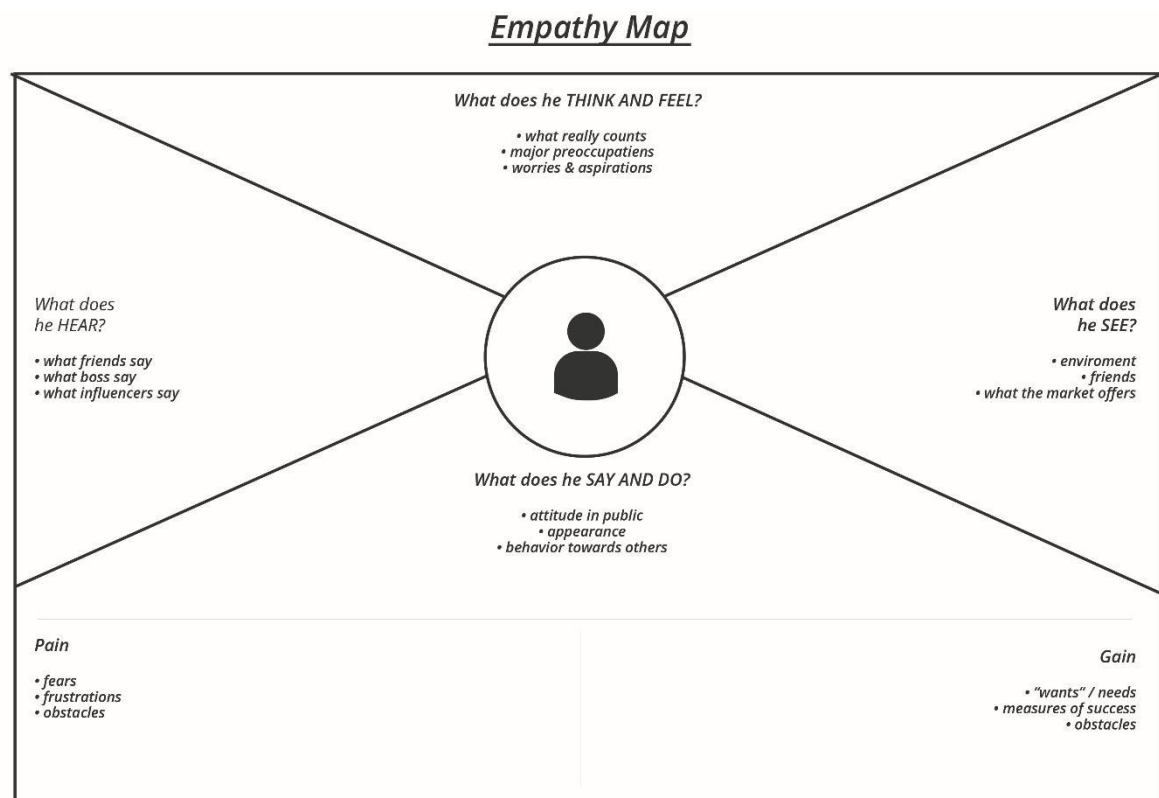 Empathy Map
What does he THINK AND FEEL?
• what really counts
• major preoccupatiens
• worries & aspirations
What does
he HEAR?
• what friends say
• what boss say
• what influencers say
What does
he SEE?
• enviroment
• friends
• what the market offers
What does he SAY AND DO?
• attitude in public
• appearance
• behavior towards others
Pain
• fears
• frustrations
• obstacles
Gain
• “wants” / needs
• measures of success
• obstacles